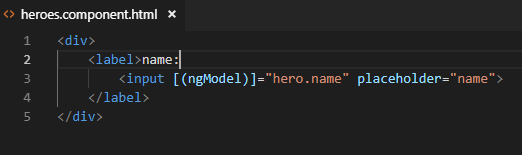 <> heroes.component.html ×
1 <div>
2     <label>name:
3         <input [(ngModel)]="hero.name" placeholder="name">
4     </label>
5 </div>